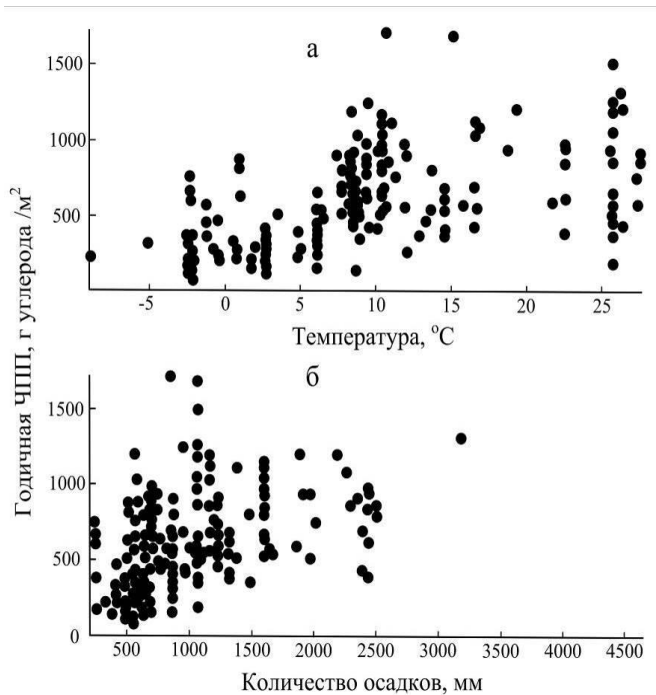 Годичная ЧПП, г углерода /м²
а
1500
1000
500
-5 0 5 10 15 20 25
Температура, °C
б
1500
1000
500
0
500 1000 1500 2000 2500 3000 3500 4000 4500
Количество осадков, мм